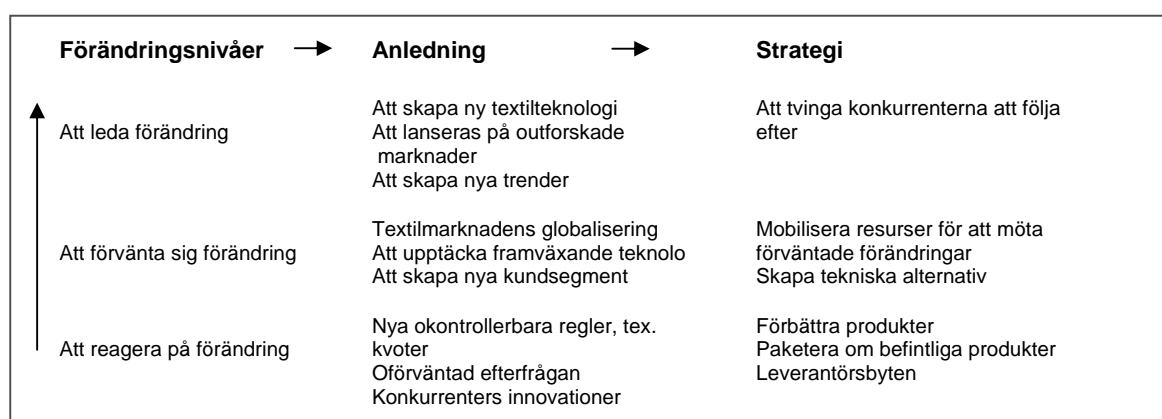 Förändringsnivåer Anledning Strategi
Att leda förändring
Att skapa ny textilteknologi
Att lanseras på outforskade
marknader
Att skapa nya trender
Att tvinga konkurrenterna att följa
efter
Att förvänta sig förändring
Textilmarknadens globalisering
Att upptäcka framväxande teknolo
Att skapa nya kundsegment
Mobilisera resurser för att möta
förväntade förändringar
Skapa tekniska alternativ
Att reagera på förändring
Nya okontrollerbara regler, tex.
kvoter
Oförväntad efterfrågan
Konkurrenters innovationer
Förbättra produkter
Paketera om befintliga produkter
Leverantörsbyten